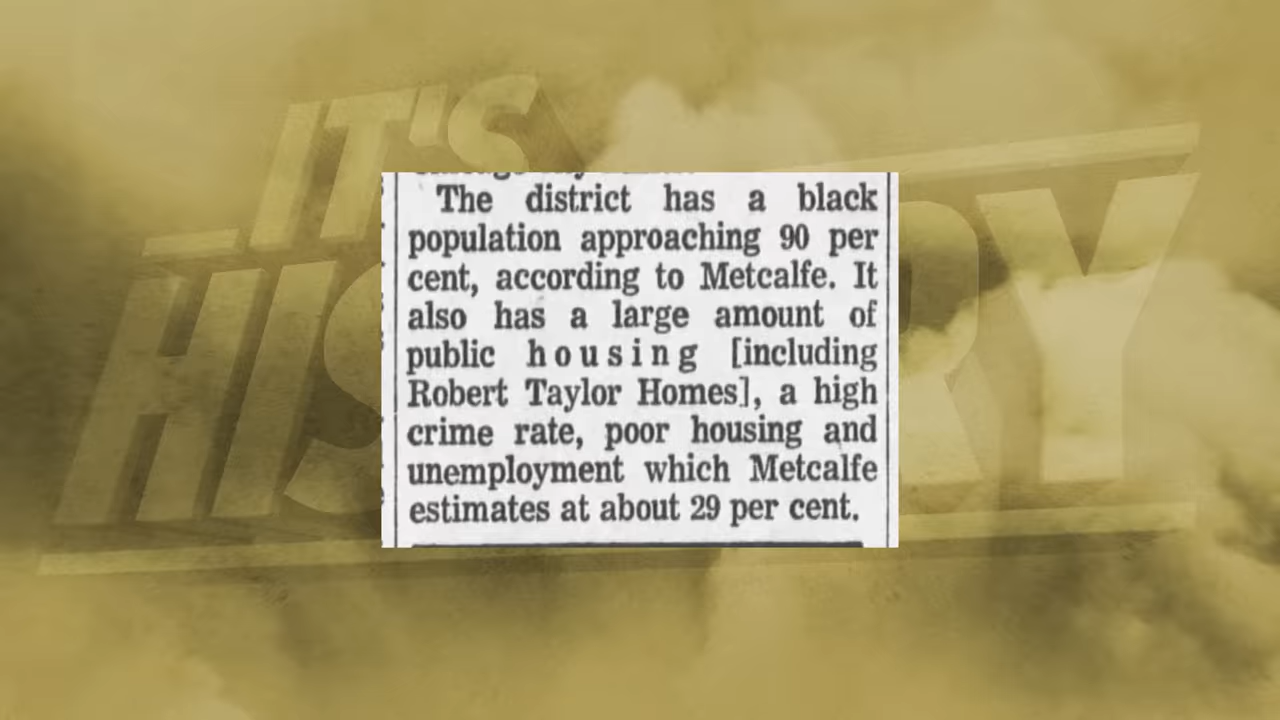 IT'S
HISTORY
The district has a black
population approaching 90 per
cent, according to Metcalfe. It
also has a large amount of
public housing [including
Robert Taylor Homes], a high
crime rate, poor housing and
unemployment which Metcalfe
estimates at about 29 per cent.